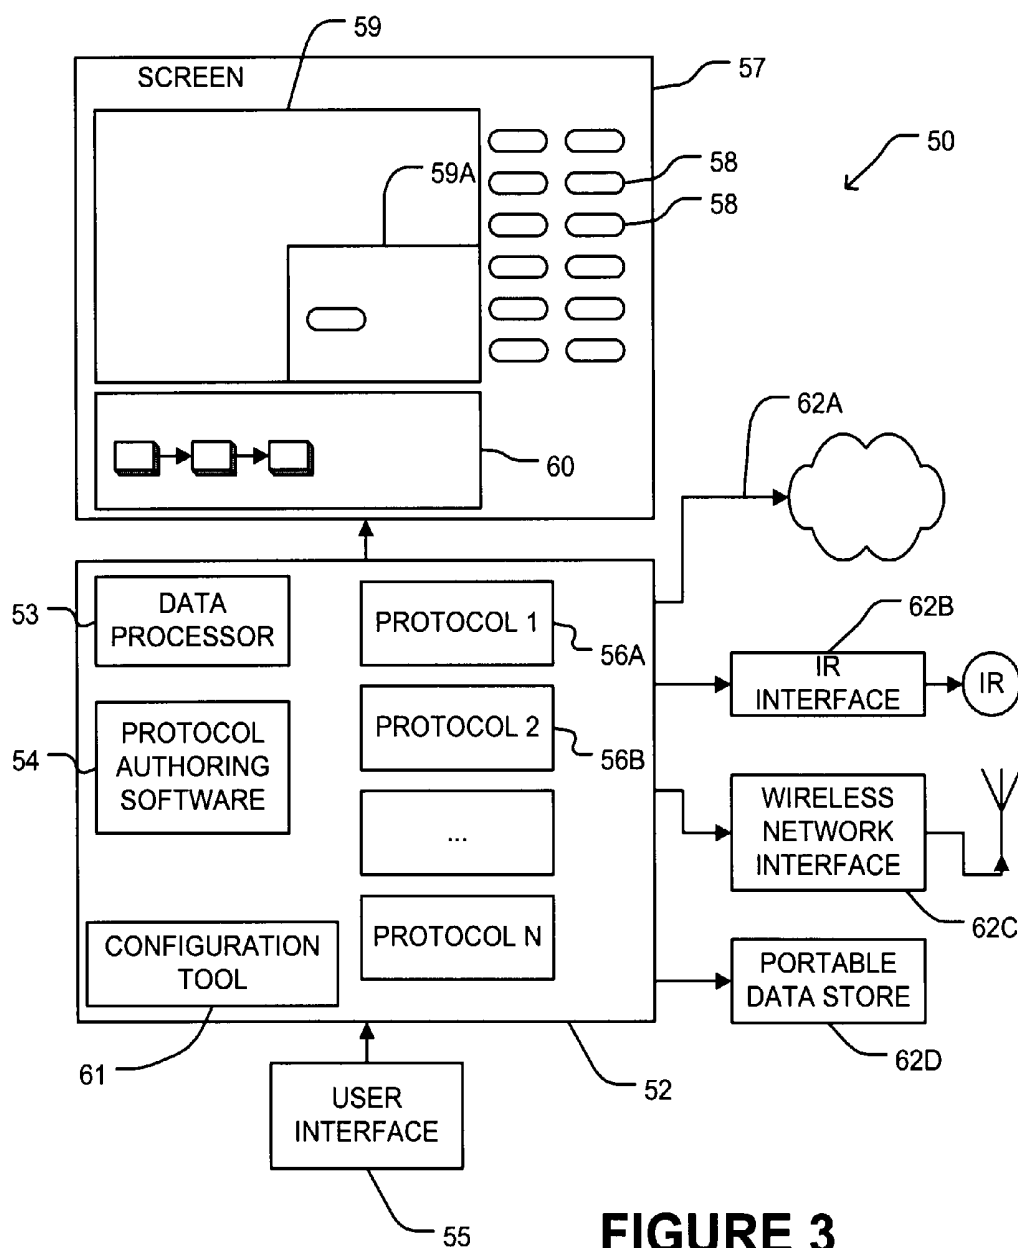 59
SCREEN
57
50
59A
58
58
62A
60
53
DATA
PROCESSOR
PROTOCOL 1
56A
62B
IR
INTERFACE
IR
54
PROTOCOL
AUTHORING
SOFTWARE
PROTOCOL 2
56B
WIRELESS
NETWORK
INTERFACE
...
62C
CONFIGURATION
TOOL
PROTOCOL N
PORTABLE
DATA STORE
61
52
62D
USER
INTERFACE
55
FIGURE 3